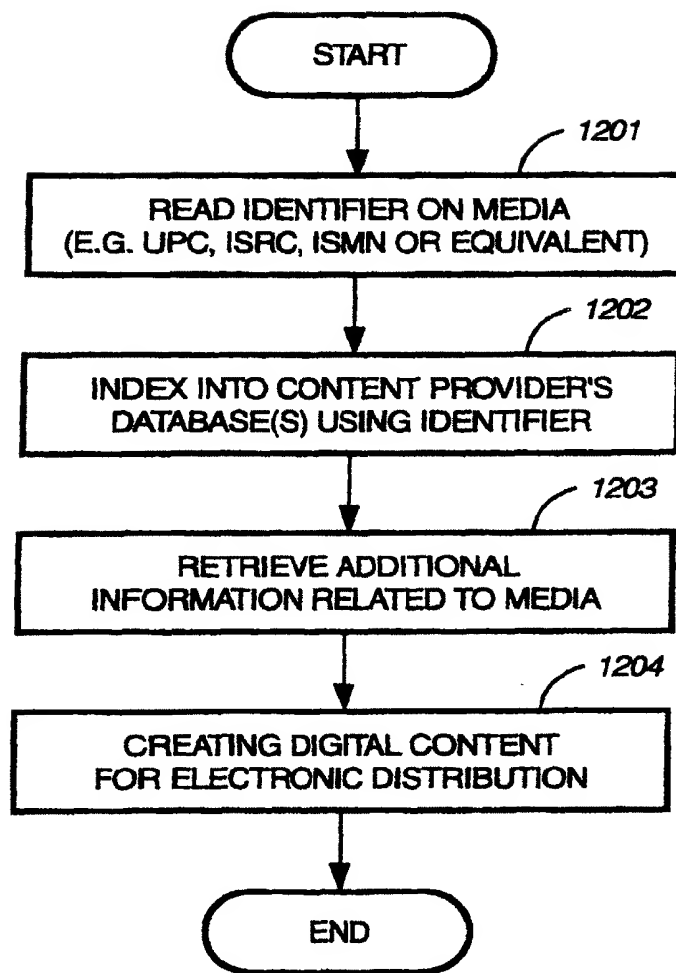 START
1201
READ IDENTIFIER ON MEDIA
(E.G. UPC, ISRC, ISMN OR EQUIVALENT)
1202
INDEX INTO CONTENT PROVIDER'S
DATABASE(S) USING IDENTIFIER
1203
RETRIEVE ADDITIONAL
INFORMATION RELATED TO MEDIA
1204
CREATING DIGITAL CONTENT
FOR ELECTRONIC DISTRIBUTION
END